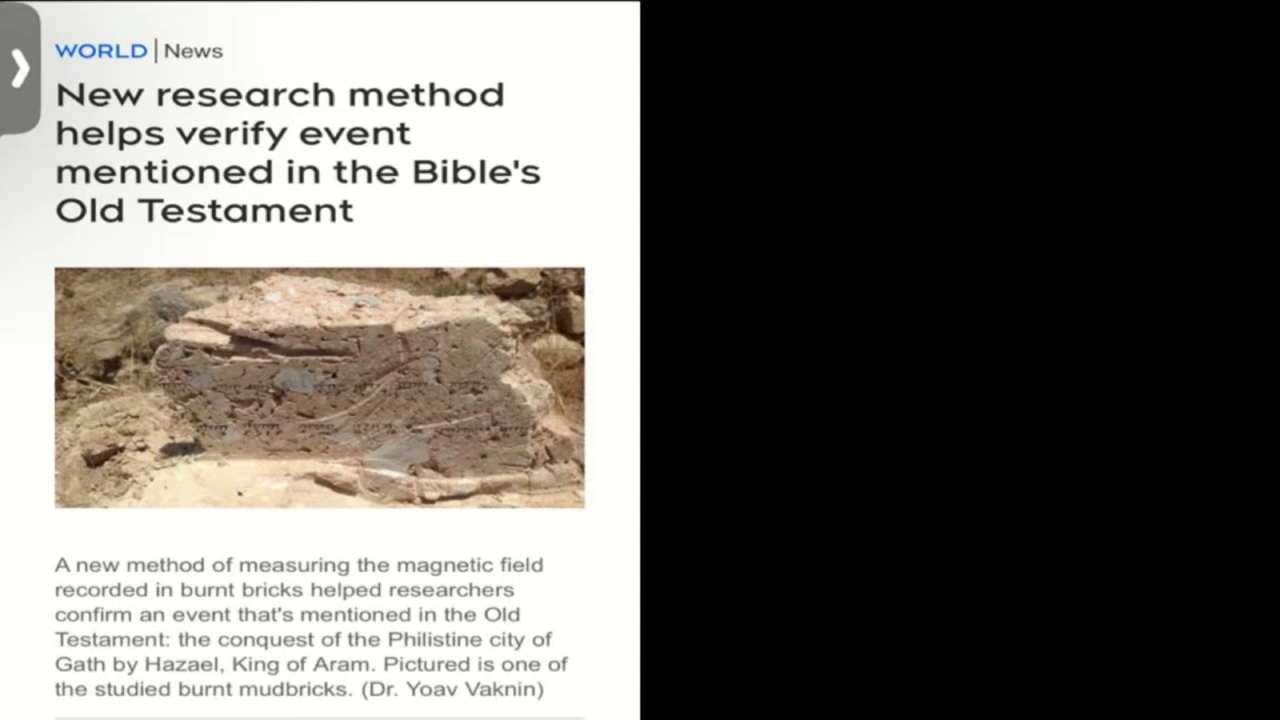 WORLD | News
New research method
helps verify event
mentioned in the Bible's
Old Testament
A new method of measuring the magnetic field
recorded in burnt bricks helped researchers
confirm an event that's mentioned in the Old
Testament: the conquest of the Philistine city of
Gath by Hazael, King of Aram. Pictured is one of
the studied burnt mudbricks. (Dr. Yoav Vaknin)